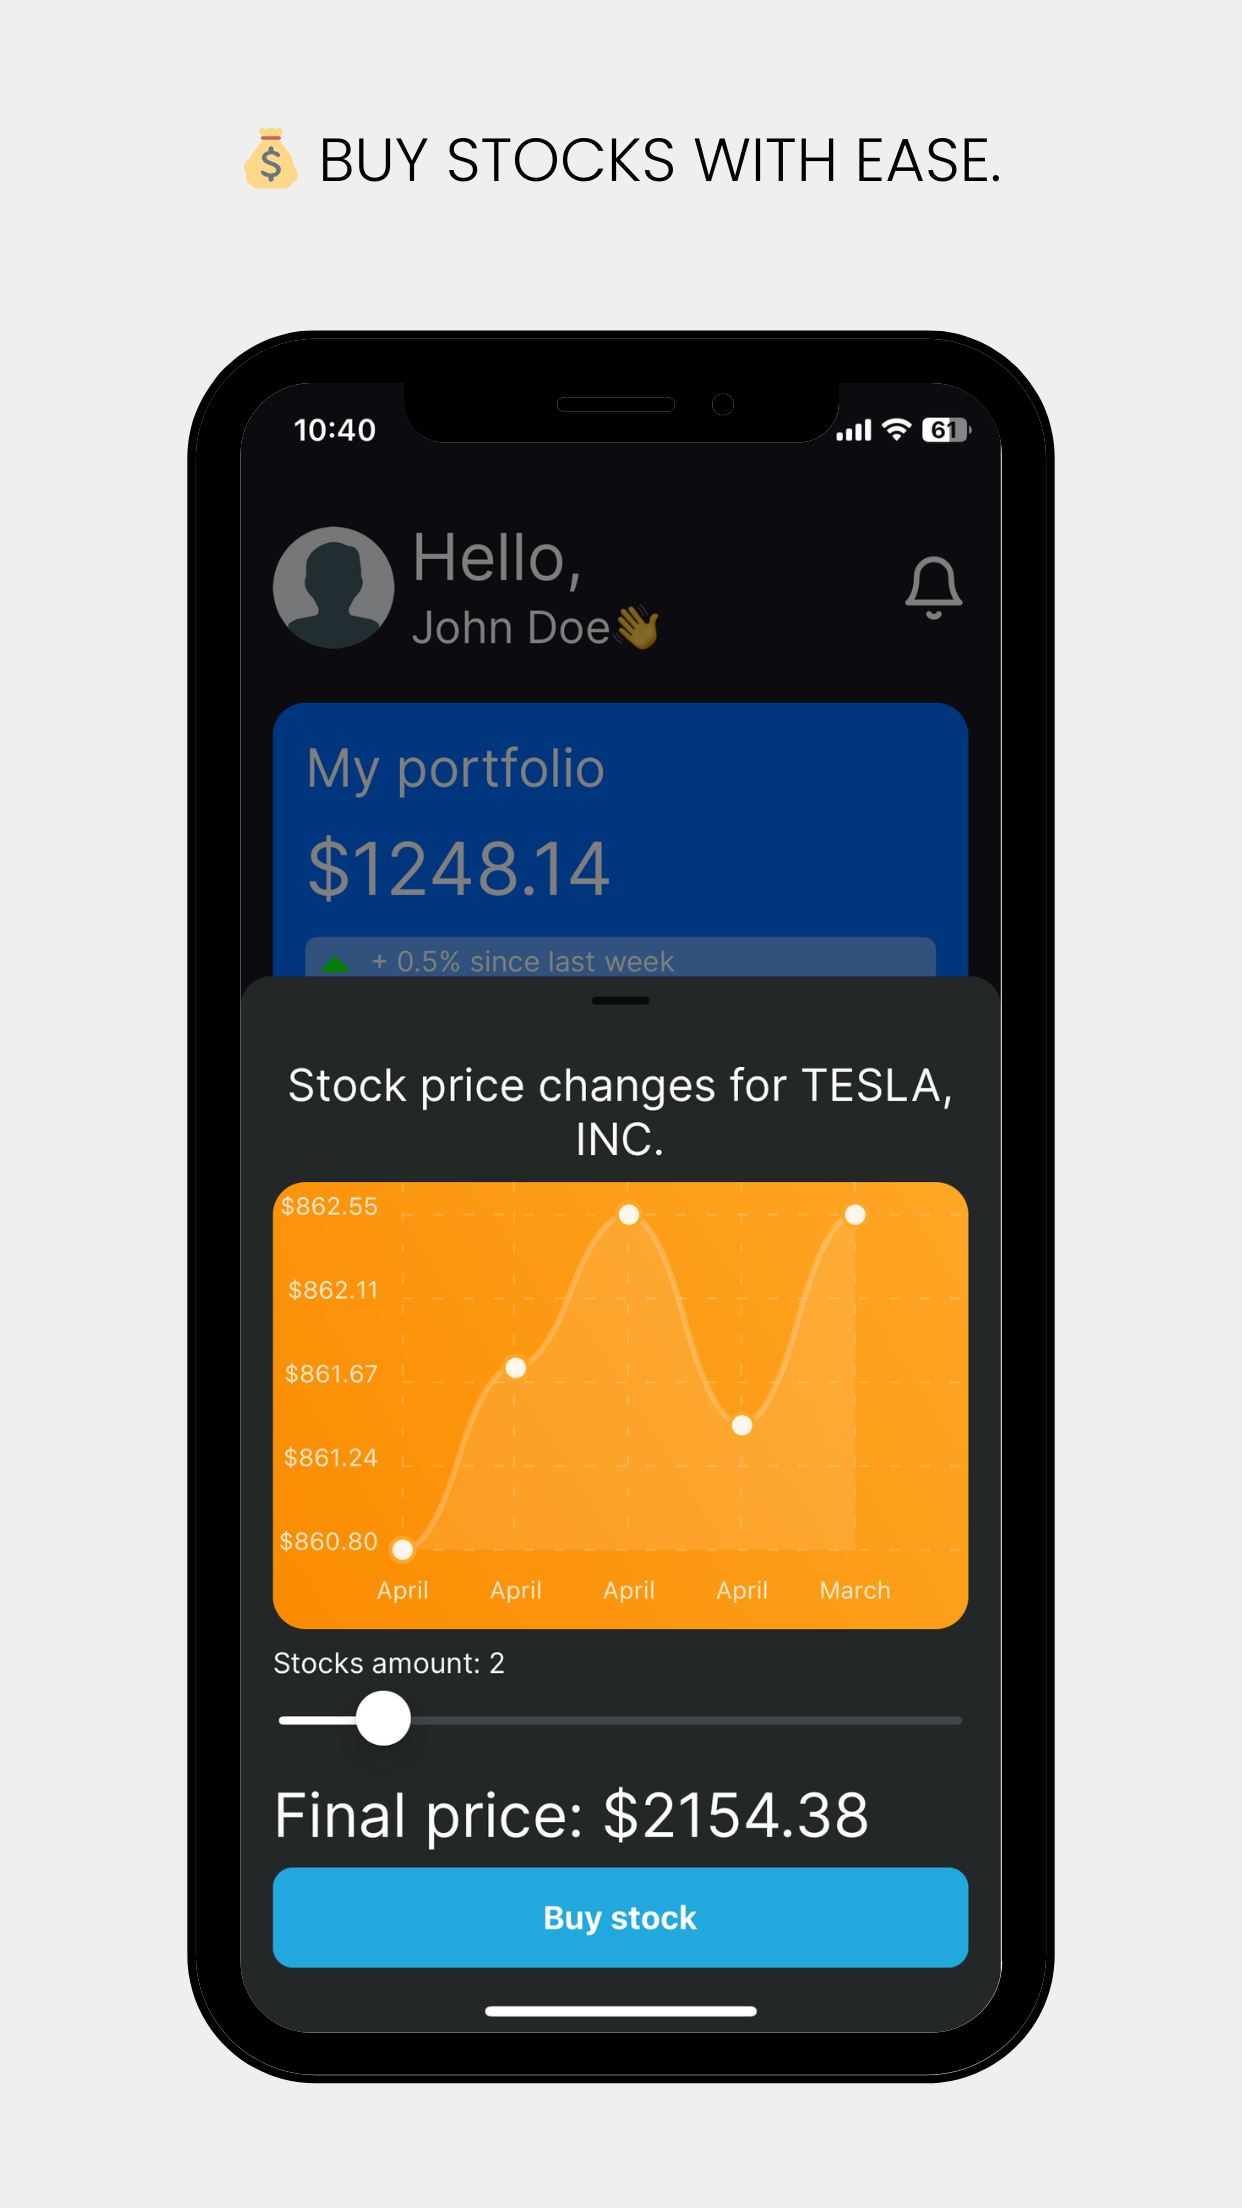 💰 BUY STOCKS WITH EASE.
10:40
61
Hello,
John Doe👋
My portfolio
$1248.14
+ 0.5% since last week
Stock price changes for TESLA,
INC.
$862.55
$862.11
$861.67
$861.24
$860.80
April April April April March
Stocks amount: 2
Final price: $2154.38
Buy stock